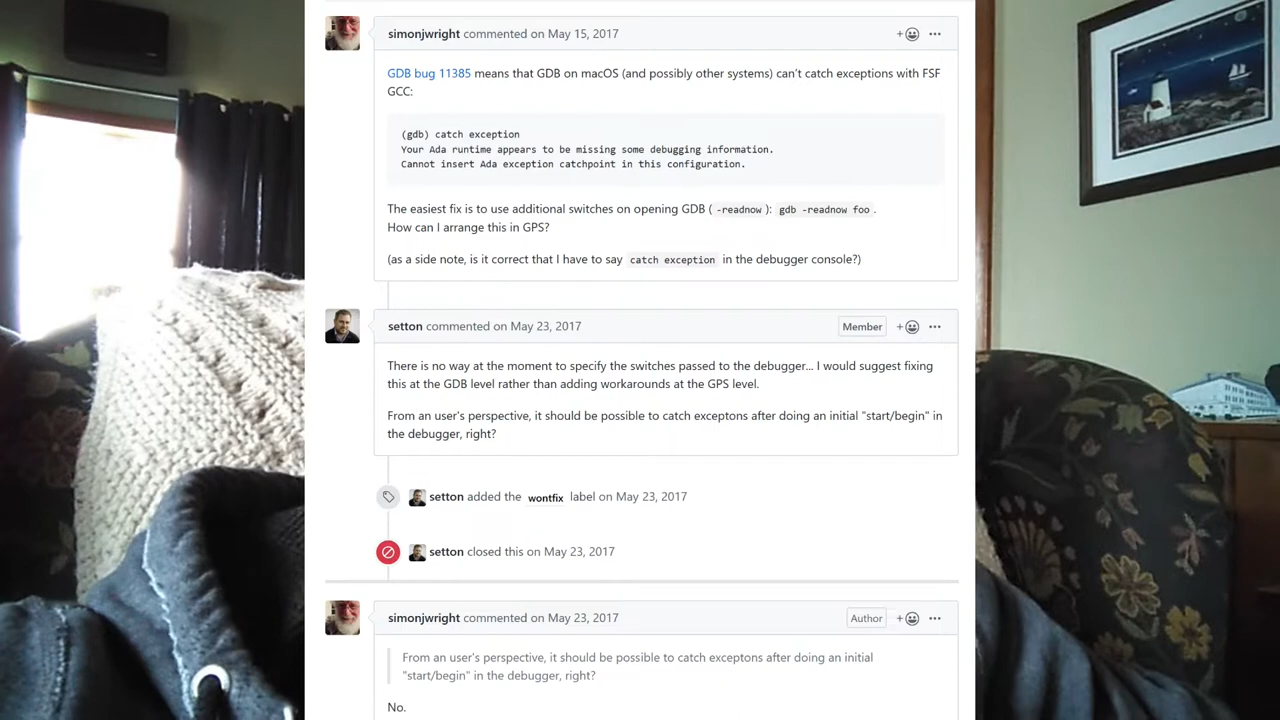 simonjwright commented on May 15, 2017
GDB bug 11385 means that GDB on macOS (and possibly other systems) can't catch exceptions with FSF
GCC:
(gdb) catch exception
Your Ada runtime appears to be missing some debugging information.
Cannot insert Ada exception catchpoint in this configuration.
The easiest fix is to use additional switches on opening GDB ( -readnow ): gdb -readnow foo .
How can I arrange this in GPS?
(as a side note, is it correct that I have to say catch exception in the debugger console?)
setton commented on May 23, 2017 Member
There is no way at the moment to specify the switches passed to the debugger... I would suggest fixing
this at the GDB level rather than adding workarounds at the GPS level.
From an user's perspective, it should be possible to catch exceptons after doing an initial "start/begin" in
the debugger, right?
setton added the wontfix label on May 23, 2017
setton closed this on May 23, 2017
simonjwright commented on May 23, 2017 Author
From an user's perspective, it should be possible to catch exceptons after doing an initial
"start/begin" in the debugger, right?
No.